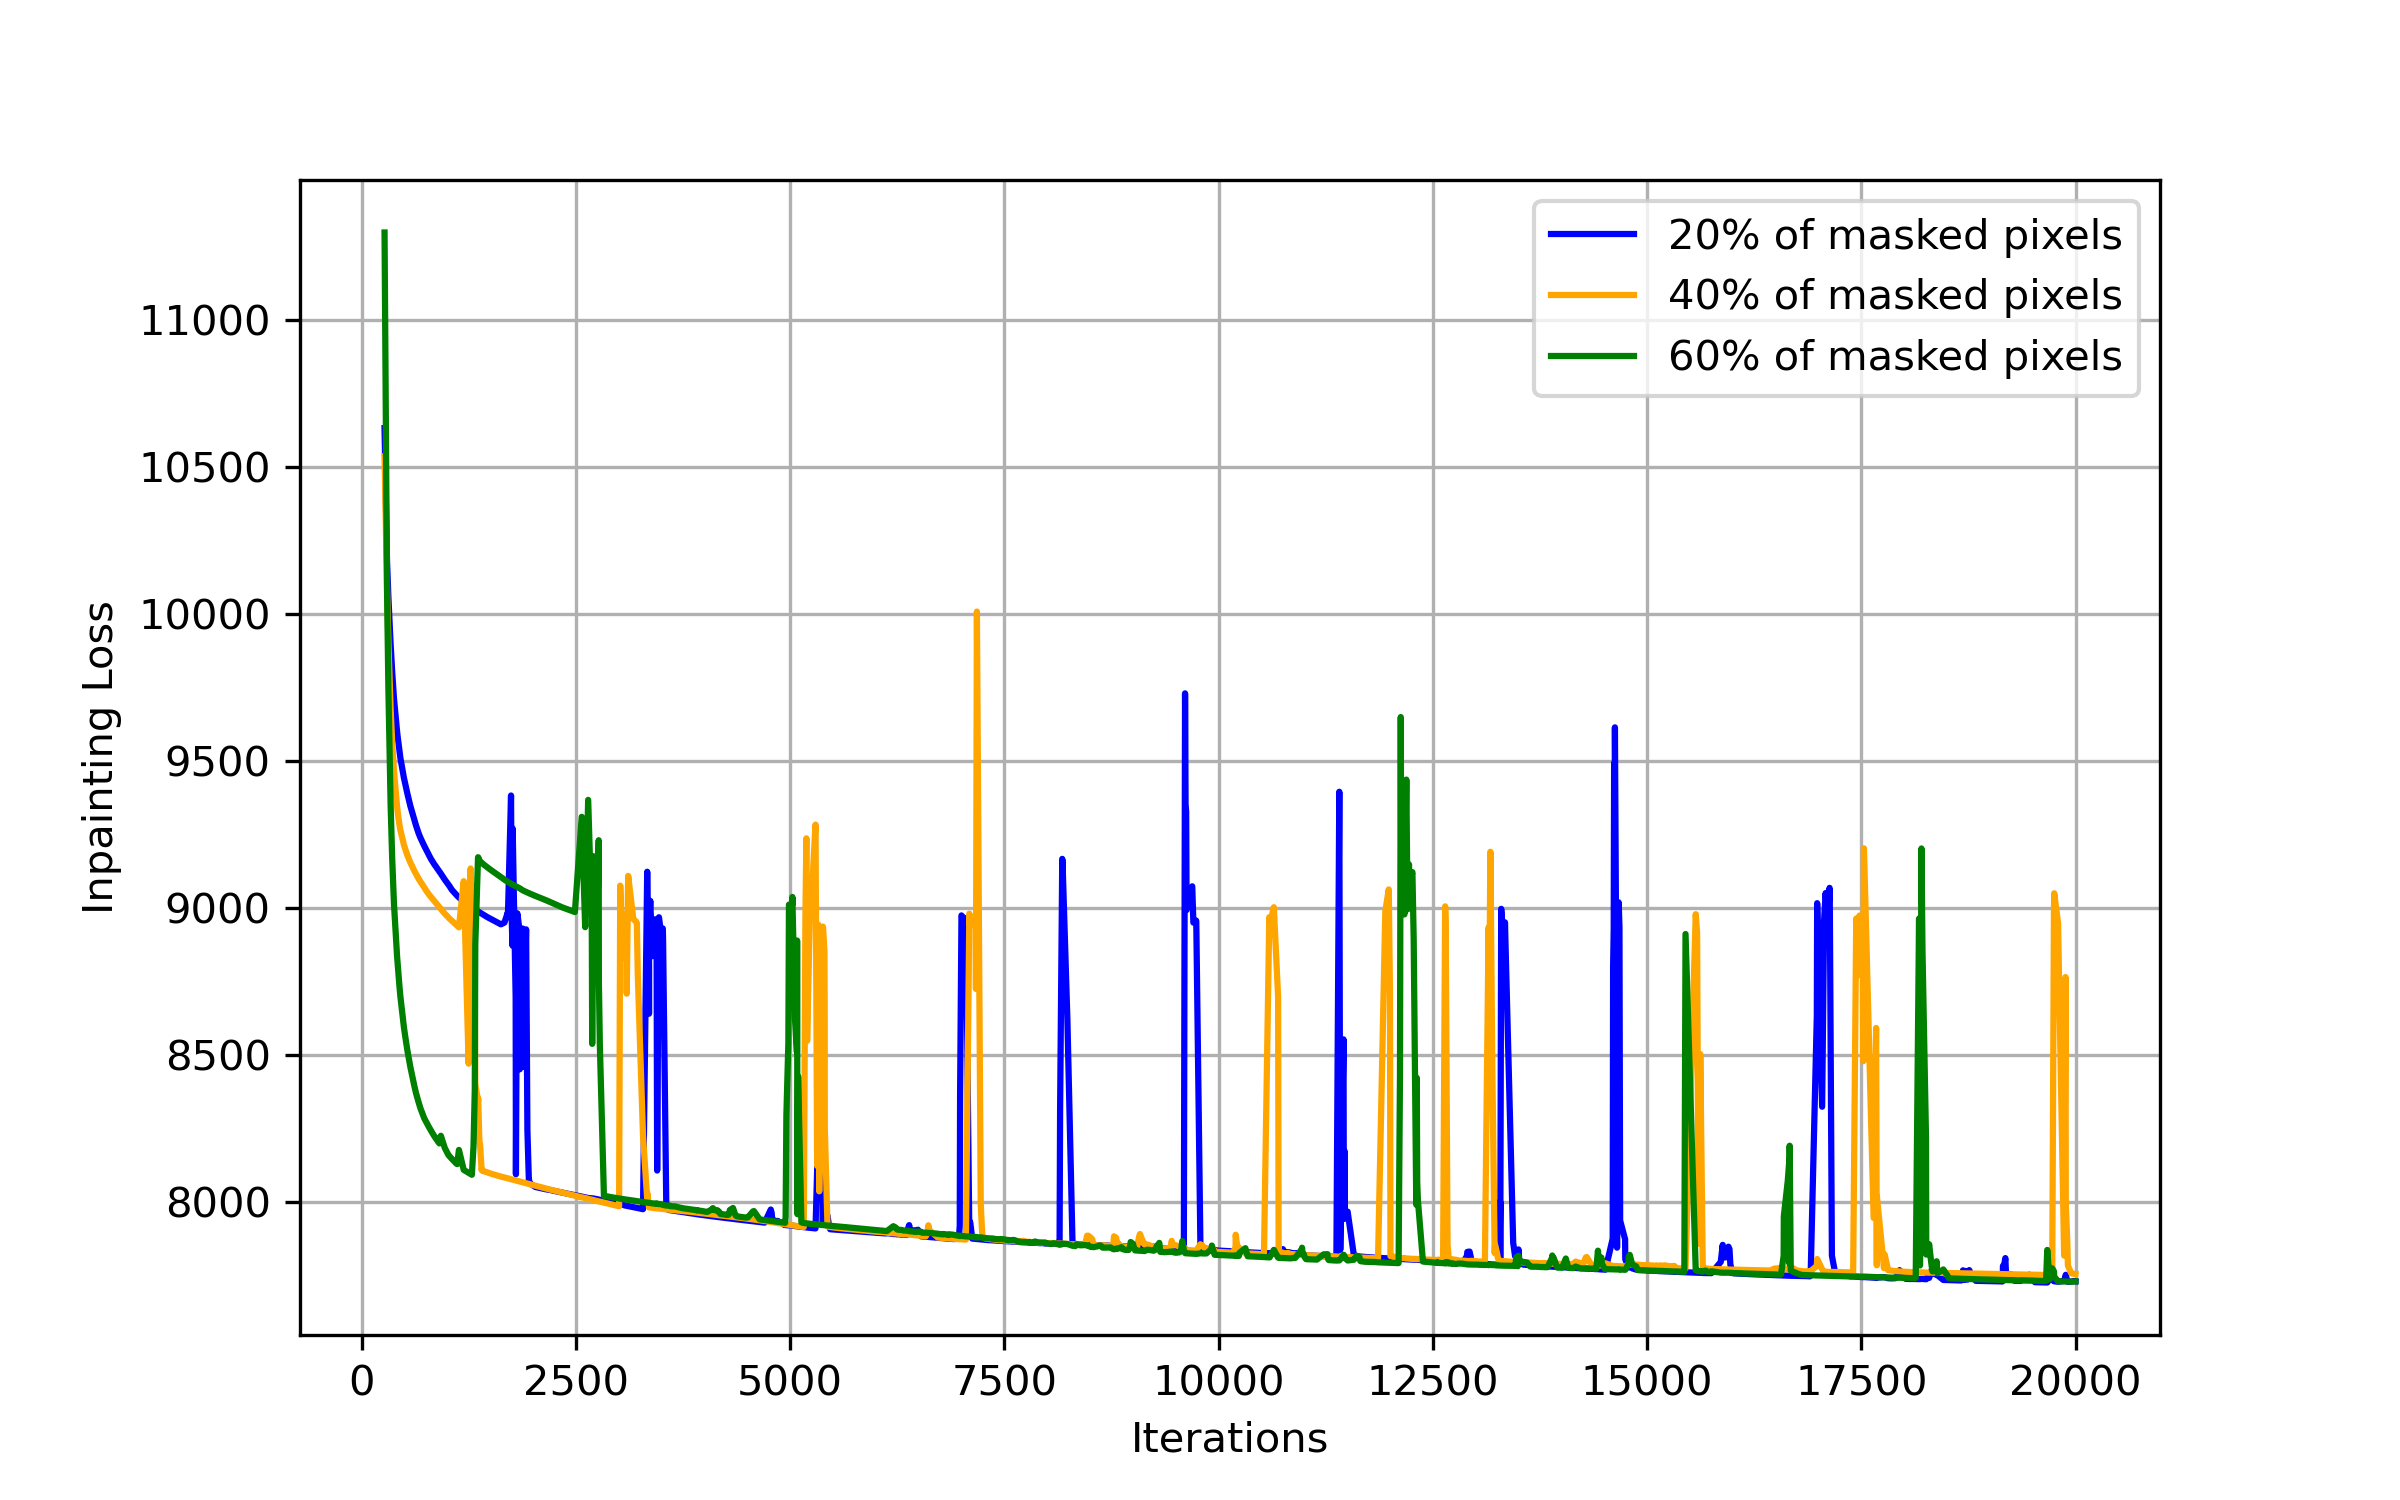 20% of masked pixels
40% of masked pixels
60% of masked pixels
11000
10500
10000
9500
9000
8500
8000
Inpainting Loss
0 2500 5000 7500 10000 12500 15000 17500 20000
Iterations